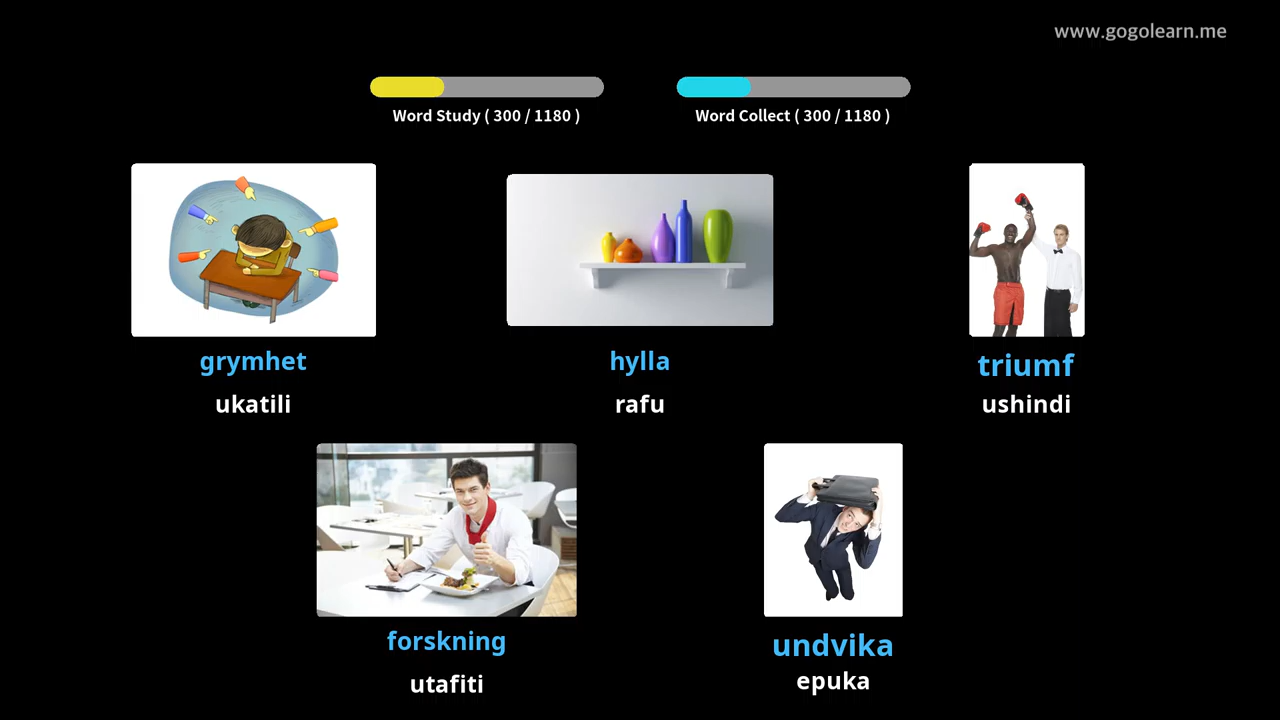 www.gogolearn.me
Word Study ( 300 / 1180 )
Word Collect ( 300 / 1180 )
grymhet
ukatili
hylla
rafu
triumf
ushindi
forskning
utafiti
undvika
epuka